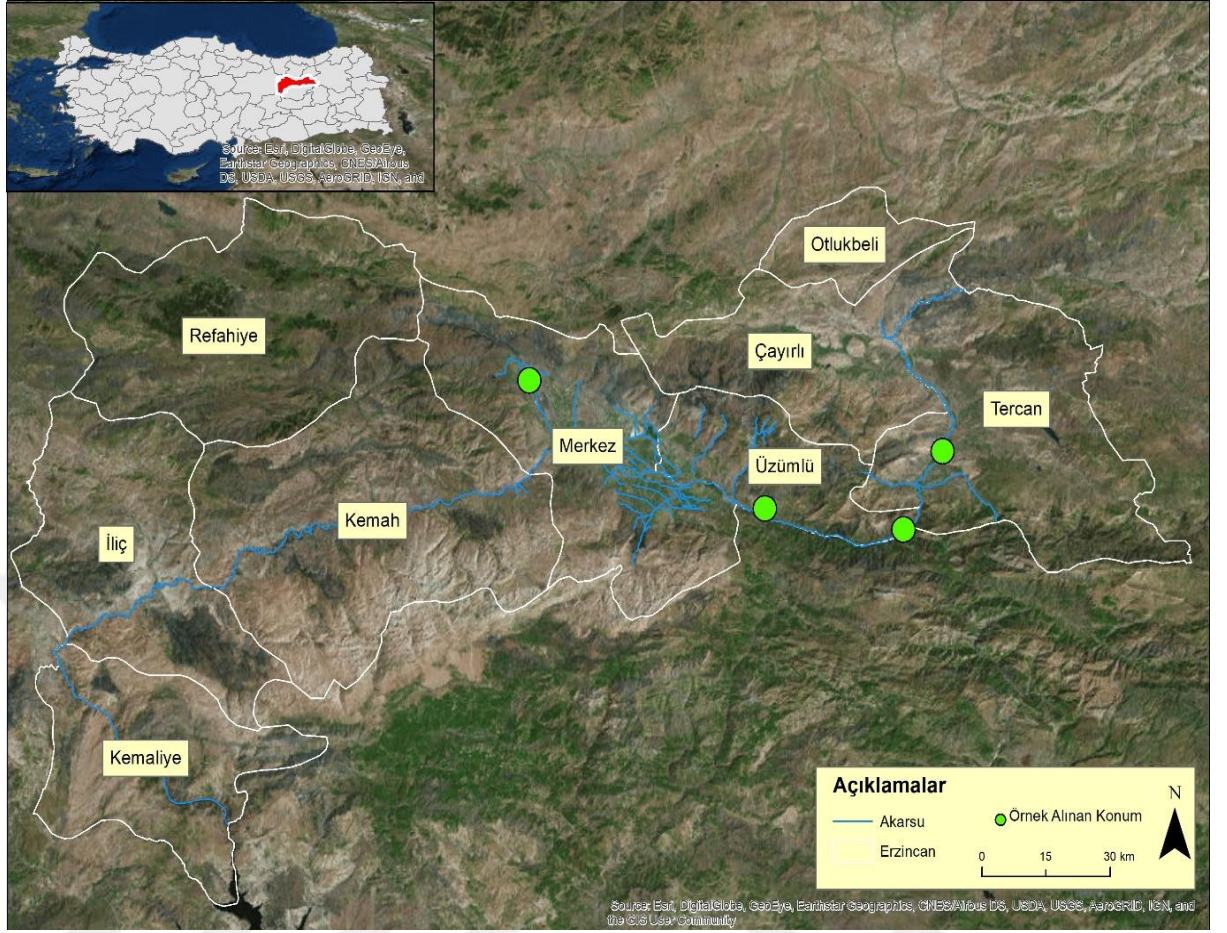 Source: Esri, DigitalGlobe, GeoEye,
Earthstar Geographics, CNES/Airbus
DS, USDA, USGS, AeroGRID, IGN, and
Otlukbeli
Refahiye
Çayırlı
Tercan
Merkez
Üzümlü
Kemah
İliç
Kemaliye
Açıklamalar
Akarsu
Örnek Alınan Konum
Erzincan
0 15 30 km
N
Source: Esri, DigitalGlobe, GeoEye, Earthstar Geographics, CNES/Airbus DS, USDA, USGS, AeroGRID, IGN, and
the GIS User Community